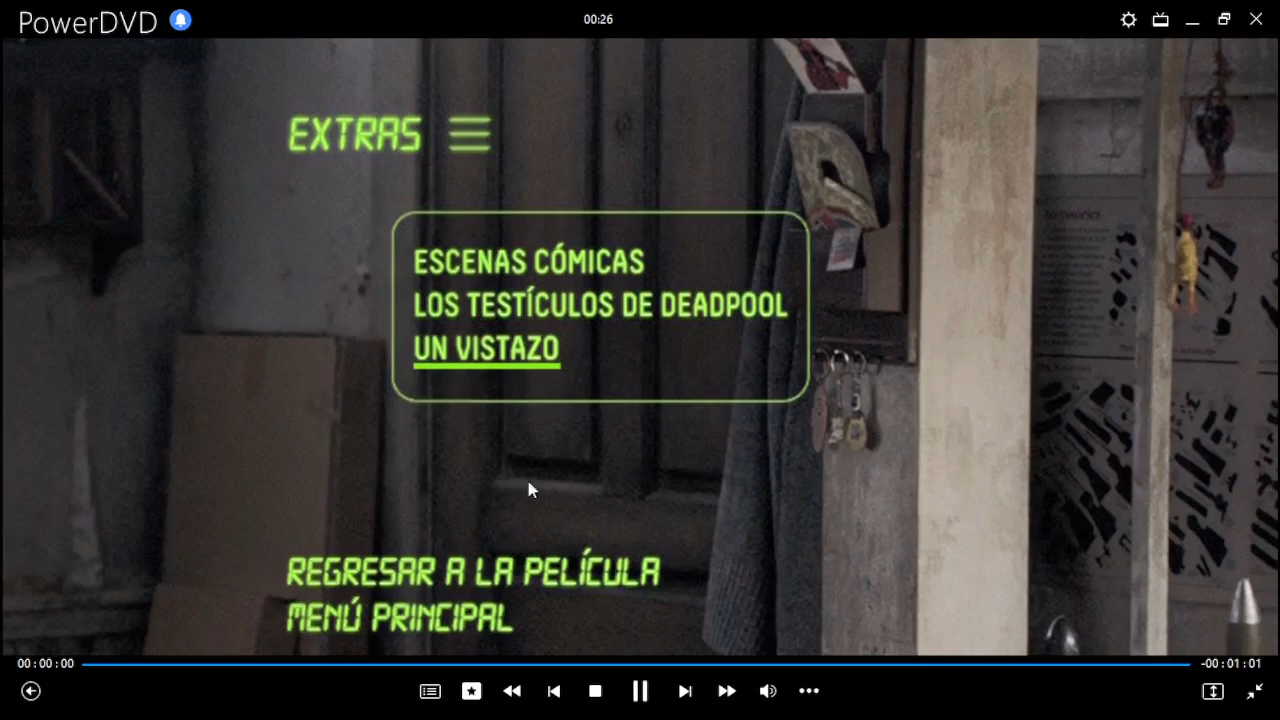 PowerDVD
00:26
EXTRAS
ESCENAS CÓMICAS
LOS TESTÍCULOS DE DEADPOOL
UN VISTAZO
REGRESAR A LA PELÍCULA
MENÚ PRINCIPAL
00:00:00
-00:01:01